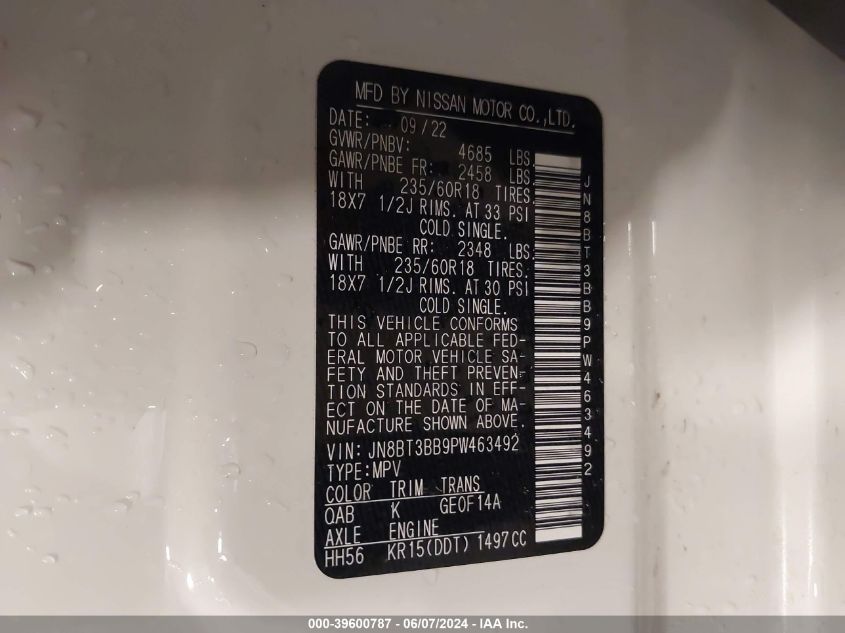 MFD BY NISSAN MOTOR CO.,LTD.
DATE: 09/22
GVWR/PNBV: 4685 LBS.
GAWR/PNBE FR: 2458 LBS.
WITH 235/60R18 TIRES.
18X7 1/2J RIMS. AT 33 PSI
COLD SINGLE.
GAWR/PNBE RR: 2348 LBS.
WITH 235/60R18 TIRES.
18X7 1/2J RIMS. AT 30 PSI
COLD SINGLE.
THIS VEHICLE CONFORMS
TO ALL APPLICABLE FED-
ERAL MOTOR VEHICLE SA-
FETY AND THEFT PREVEN-
TION STANDARDS IN EFF-
ECT ON THE DATE OF MA-
NUFACTURE SHOWN ABOVE.
VIN: JN8BT3BB9PW463492
TYPE:MPV
COLOR TRIM TRANS
QAB K GEOF14A
AXLE ENGINE
HH56 KR15(DDT) 1497CC
JN8BT3BB9PW463492
000-39600787 - 06/07/2024 - IAA Inc.